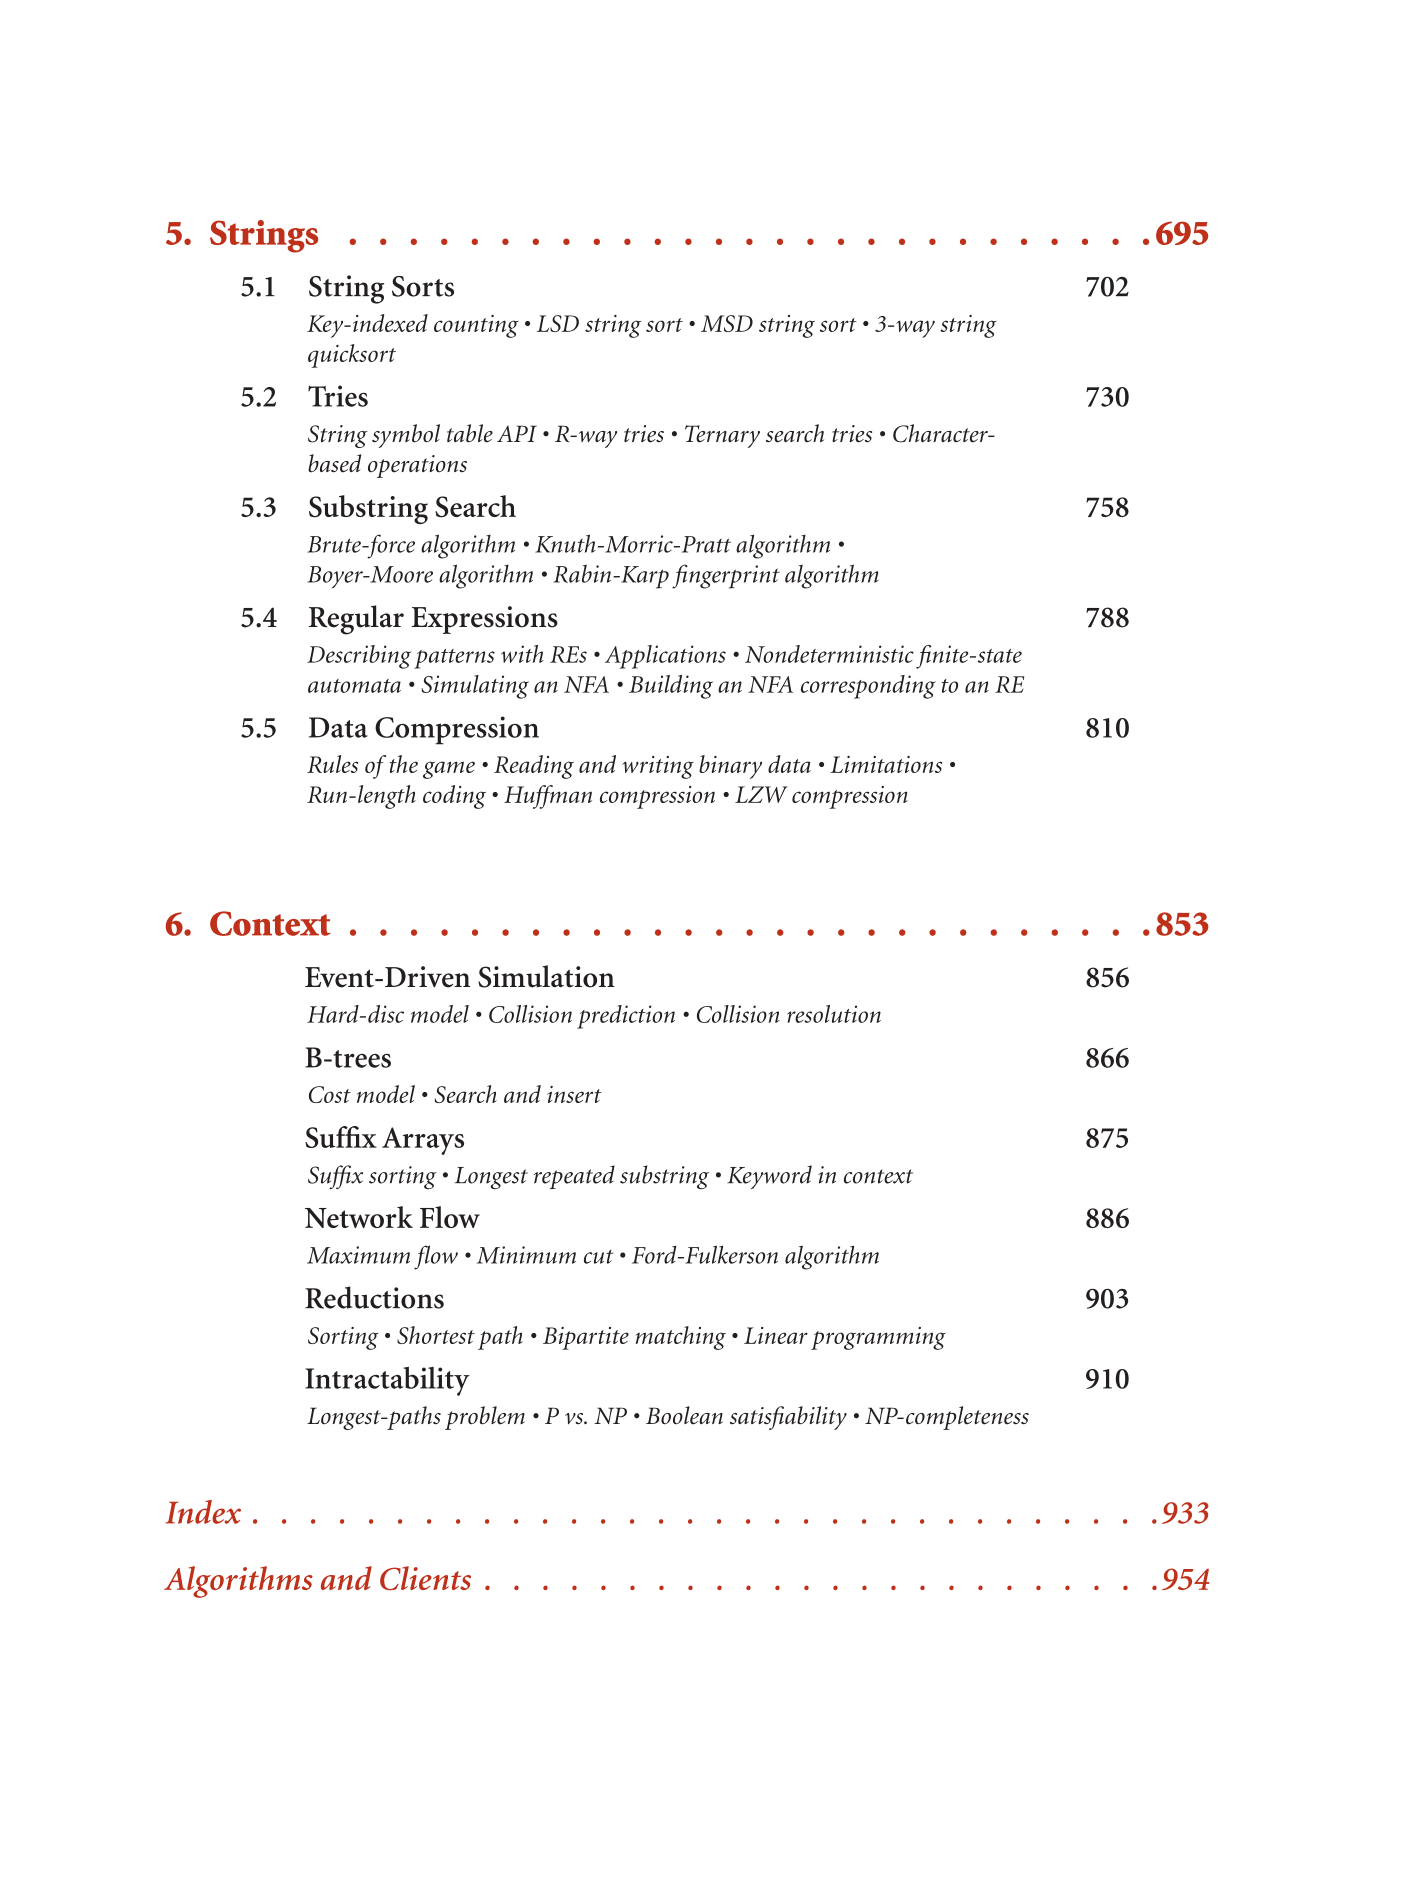 5. Strings . . . . . . . . . . . . . . . . . . . . . . . . . . . 695
5.1 String Sorts 702
Key-indexed counting • LSD string sort • MSD string sort • 3-way string
quicksort
5.2 Tries 730
String symbol table API • R-way tries • Ternary search tries • Character-
based operations
5.3 Substring Search 758
Brute-force algorithm • Knuth-Morric-Pratt algorithm •
Boyer-Moore algorithm • Rabin-Karp fingerprint algorithm
5.4 Regular Expressions 788
Describing patterns with REs • Applications • Nondeterministic finite-state
automata • Simulating an NFA • Building an NFA corresponding to an RE
5.5 Data Compression 810
Rules of the game • Reading and writing binary data • Limitations •
Run-length coding • Huffman compression • LZW compression
6. Context . . . . . . . . . . . . . . . . . . . . . . . . . . . 853
Event-Driven Simulation 856
Hard-disc model • Collision prediction • Collision resolution
B-trees 866
Cost model • Search and insert
Suffix Arrays 875
Suffix sorting • Longest repeated substring • Keyword in context
Network Flow 886
Maximum flow • Minimum cut • Ford-Fulkerson algorithm
Reductions 903
Sorting • Shortest path • Bipartite matching • Linear programming
Intractability 910
Longest-paths problem • P vs. NP • Boolean satisfiability • NP-completeness
Index . . . . . . . . . . . . . . . . . . . . . . . . . . . . . . . . 933
Algorithms and Clients . . . . . . . . . . . . . . . . . . . . . . . . 954